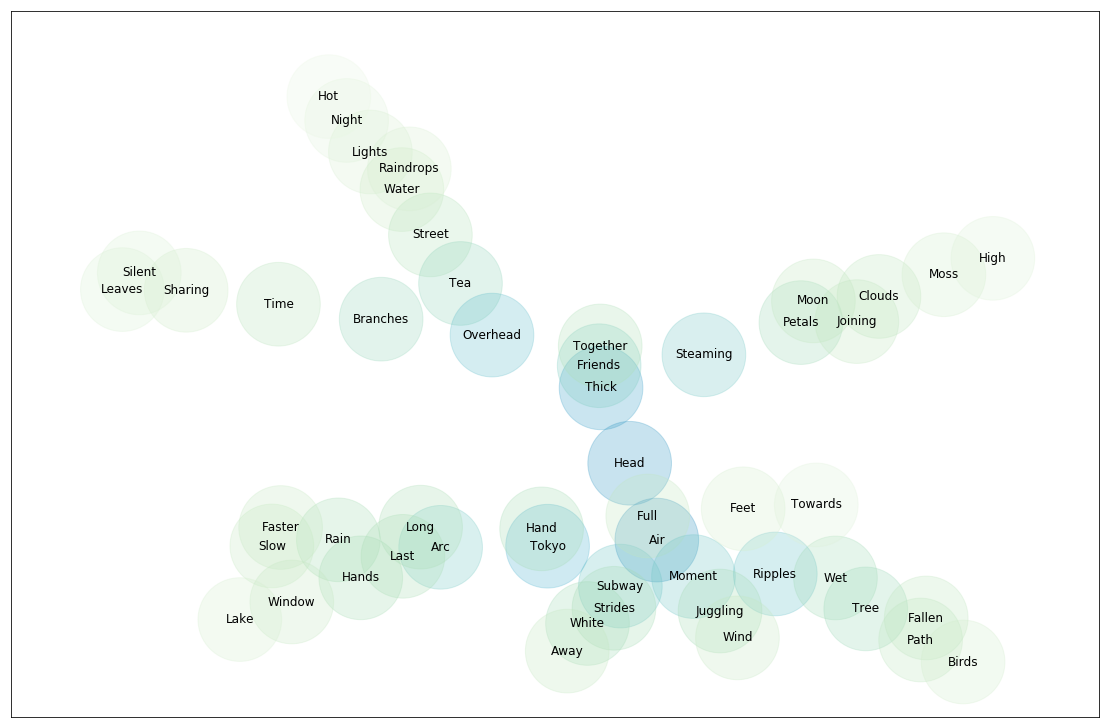 Hot
Night
Lights
Raindrops
Water
Street
High
Silent
Moss
Tea
Leaves
Sharing
Clouds
Moon
Time
Branches
Petals
Joining
Overhead
Together
Steaming
Friends
Thick
Head
Towards
Feet
Full
Faster
Long
Hand
Rain
Air
Slow
Arc
Tokyo
Last
Hands
Moment
Ripples
Wet
Subway
Window
Strides
Tree
Juggling
Lake
White
Fallen
Wind
Path
Away
Birds